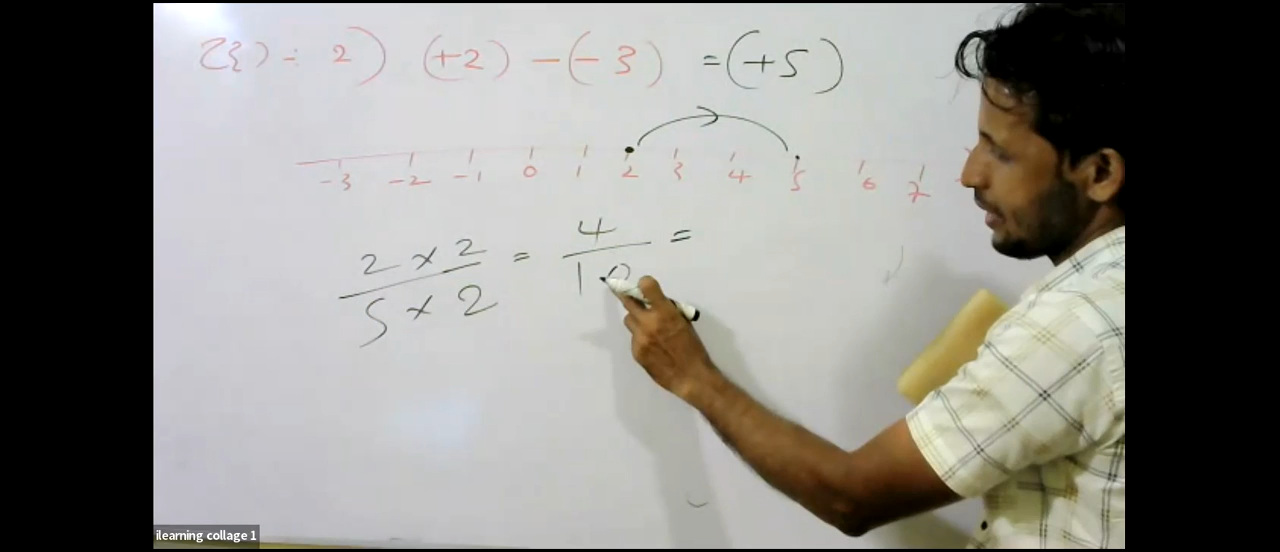 2) (+2) - (-3) = (+5)
-3 -2 -1 0 1 2 3 4 5 6 7
2 × 2 / 5 × 2 = 4 / 10 =
ilearning collage 1